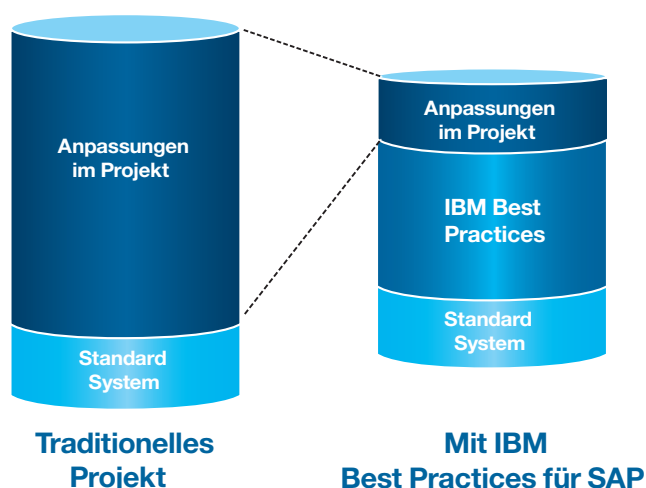 Anpassungen
im Projekt
Standard
System
Traditionelles
Projekt
Anpassungen
im Projekt
IBM Best
Practices
Standard
System
Mit IBM
Best Practices für SAP